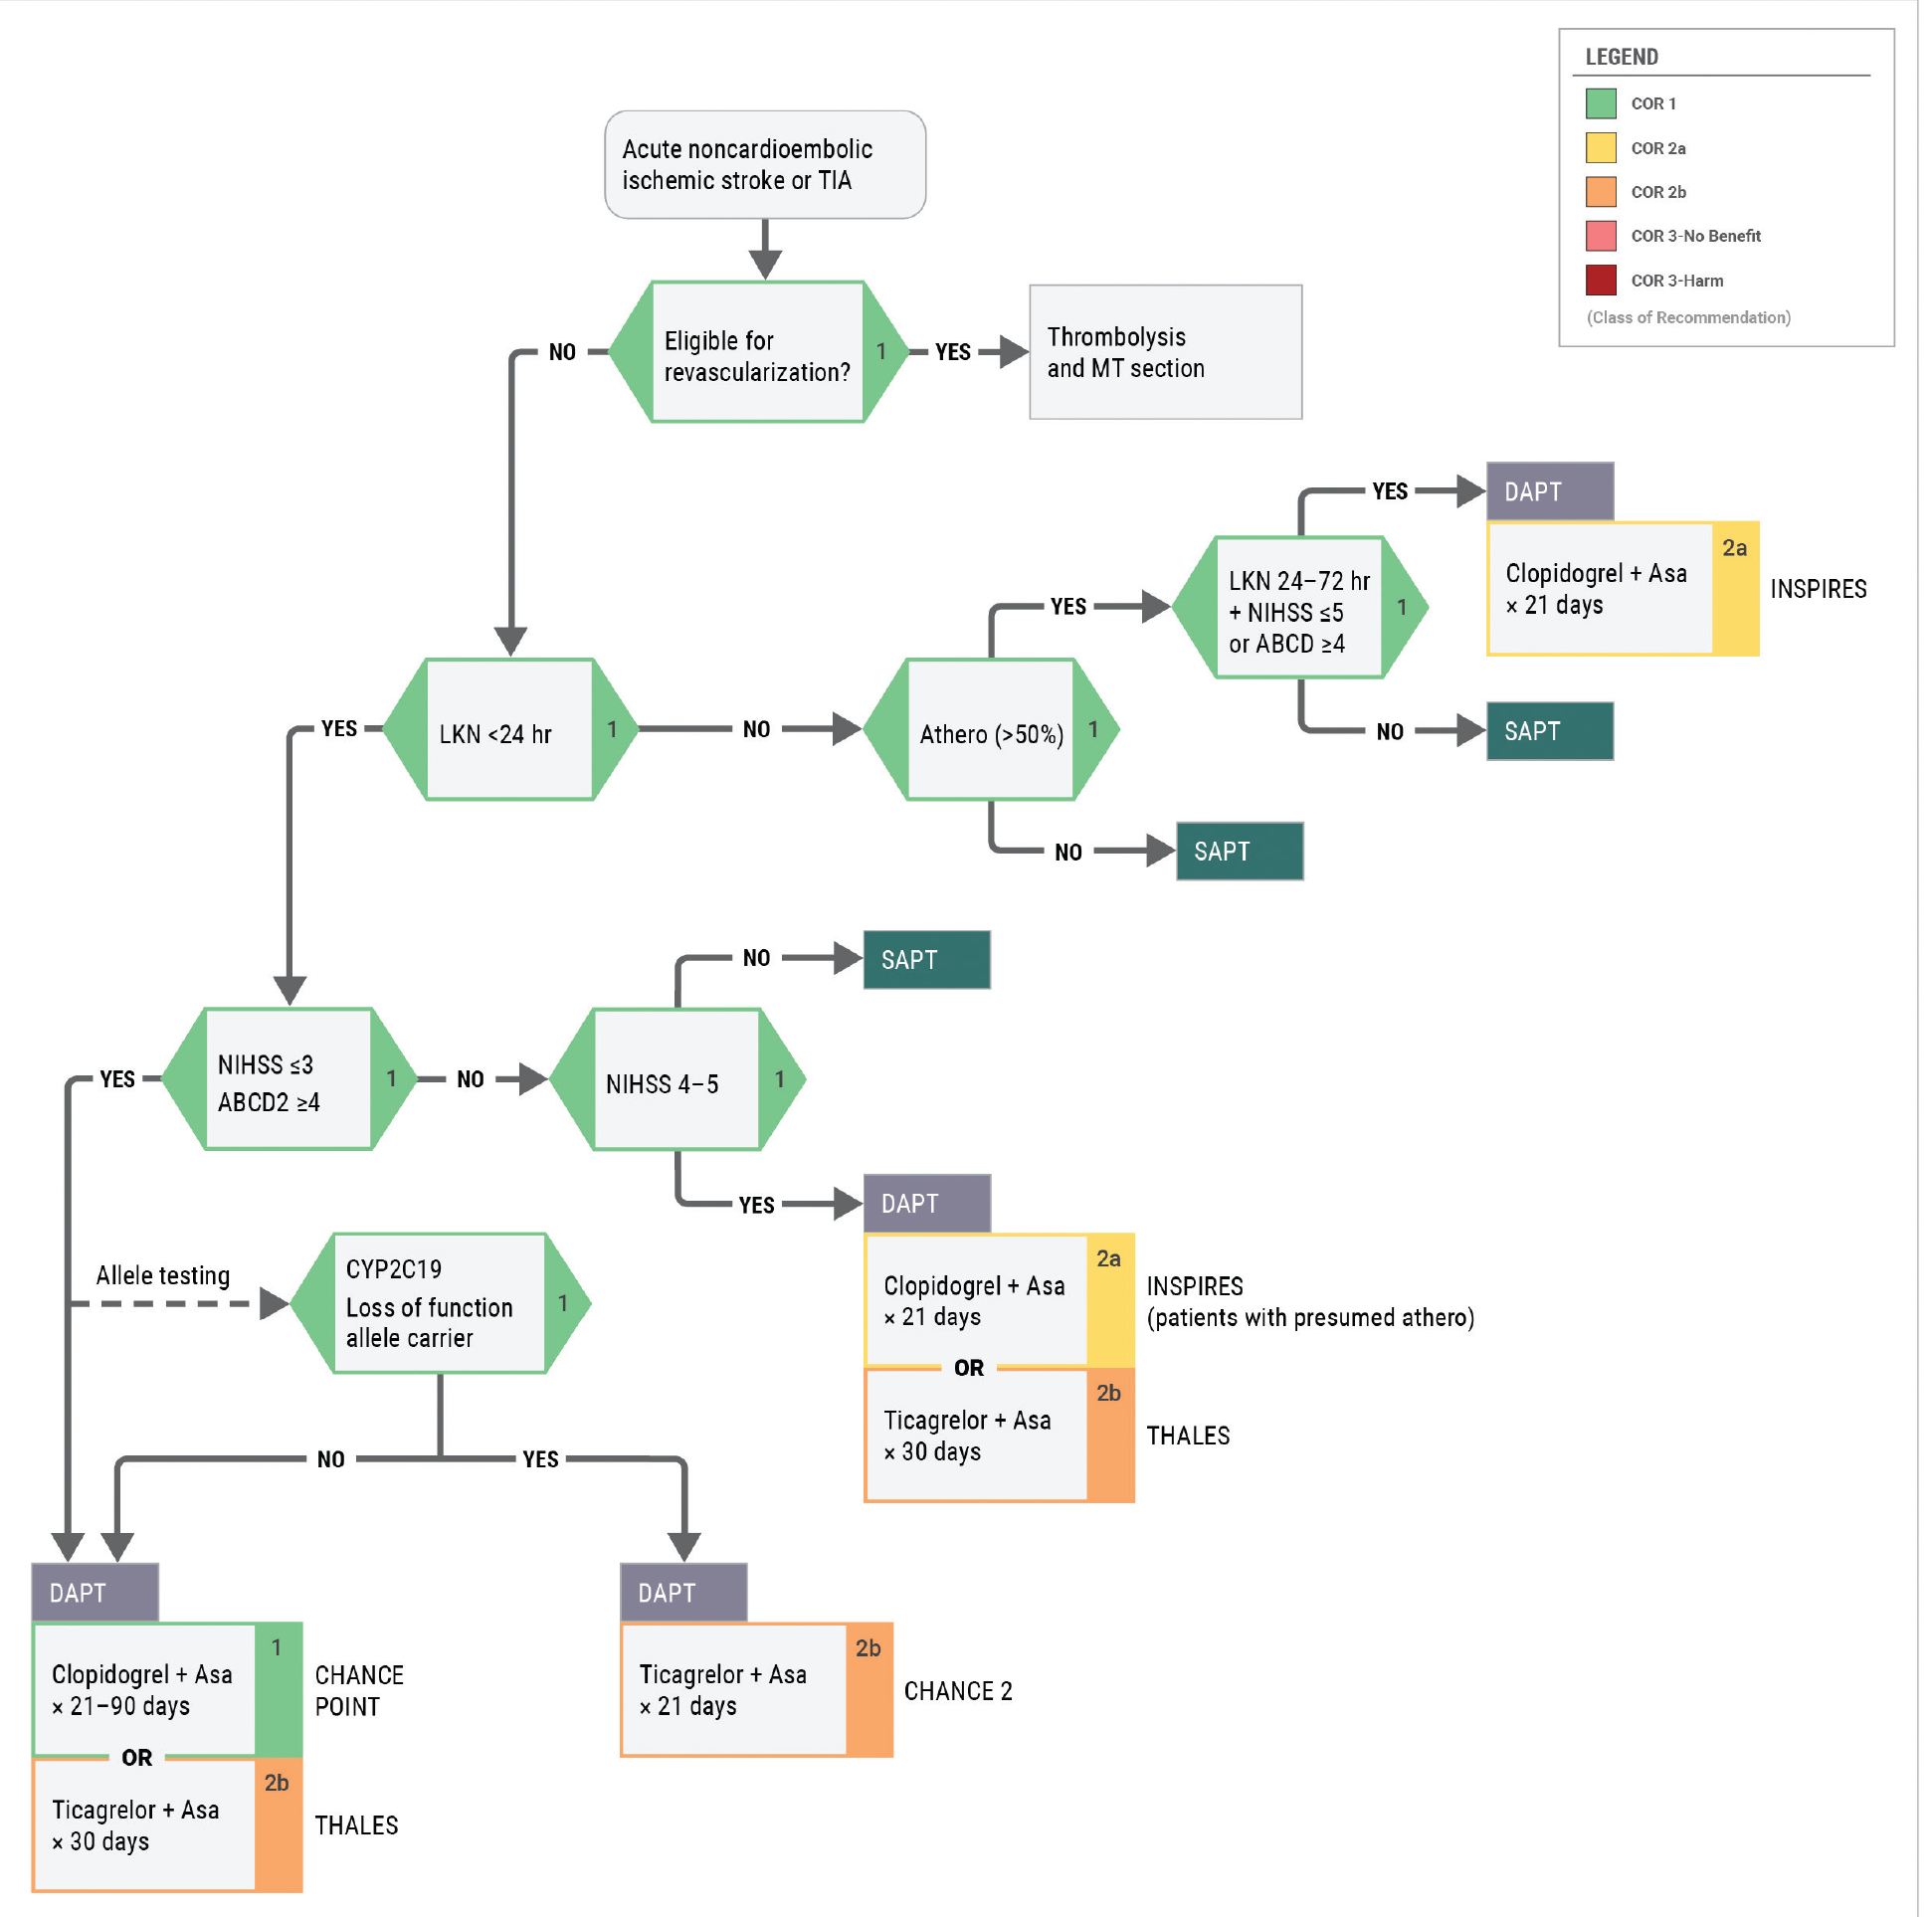 LEGEND
COR 1
COR 2a
COR 2b
COR 3-No Benefit
COR 3-Harm
(Class of Recommendation)
Acute noncardioembolic
ischemic stroke or TIA
Eligible for
revascularization?
1
NO
YES
Thrombolysis
and MT section
LKN <24 hr
1
YES
NO
Athero (>50%)
1
YES
NO
SAPT
LKN 24–72 hr
+ NIHSS ≤5
or ABCD ≥4
1
YES
DAPT
Clopidogrel + Asa
× 21 days
2a
INSPIRES
NO
SAPT
NIHSS ≤3
ABCD2 ≥4
1
YES
NO
NIHSS 4–5
1
NO
SAPT
YES
DAPT
Clopidogrel + Asa
× 21 days
2a
INSPIRES
(patients with presumed athero)
OR
Ticagrelor + Asa
× 30 days
2b
THALES
Allele testing
CYP2C19
Loss of function
allele carrier
1
NO
YES
DAPT
Clopidogrel + Asa
× 21–90 days
1
CHANCE
POINT
OR
Ticagrelor + Asa
× 30 days
2b
THALES
DAPT
Ticagrelor + Asa
× 21 days
2b
CHANCE 2